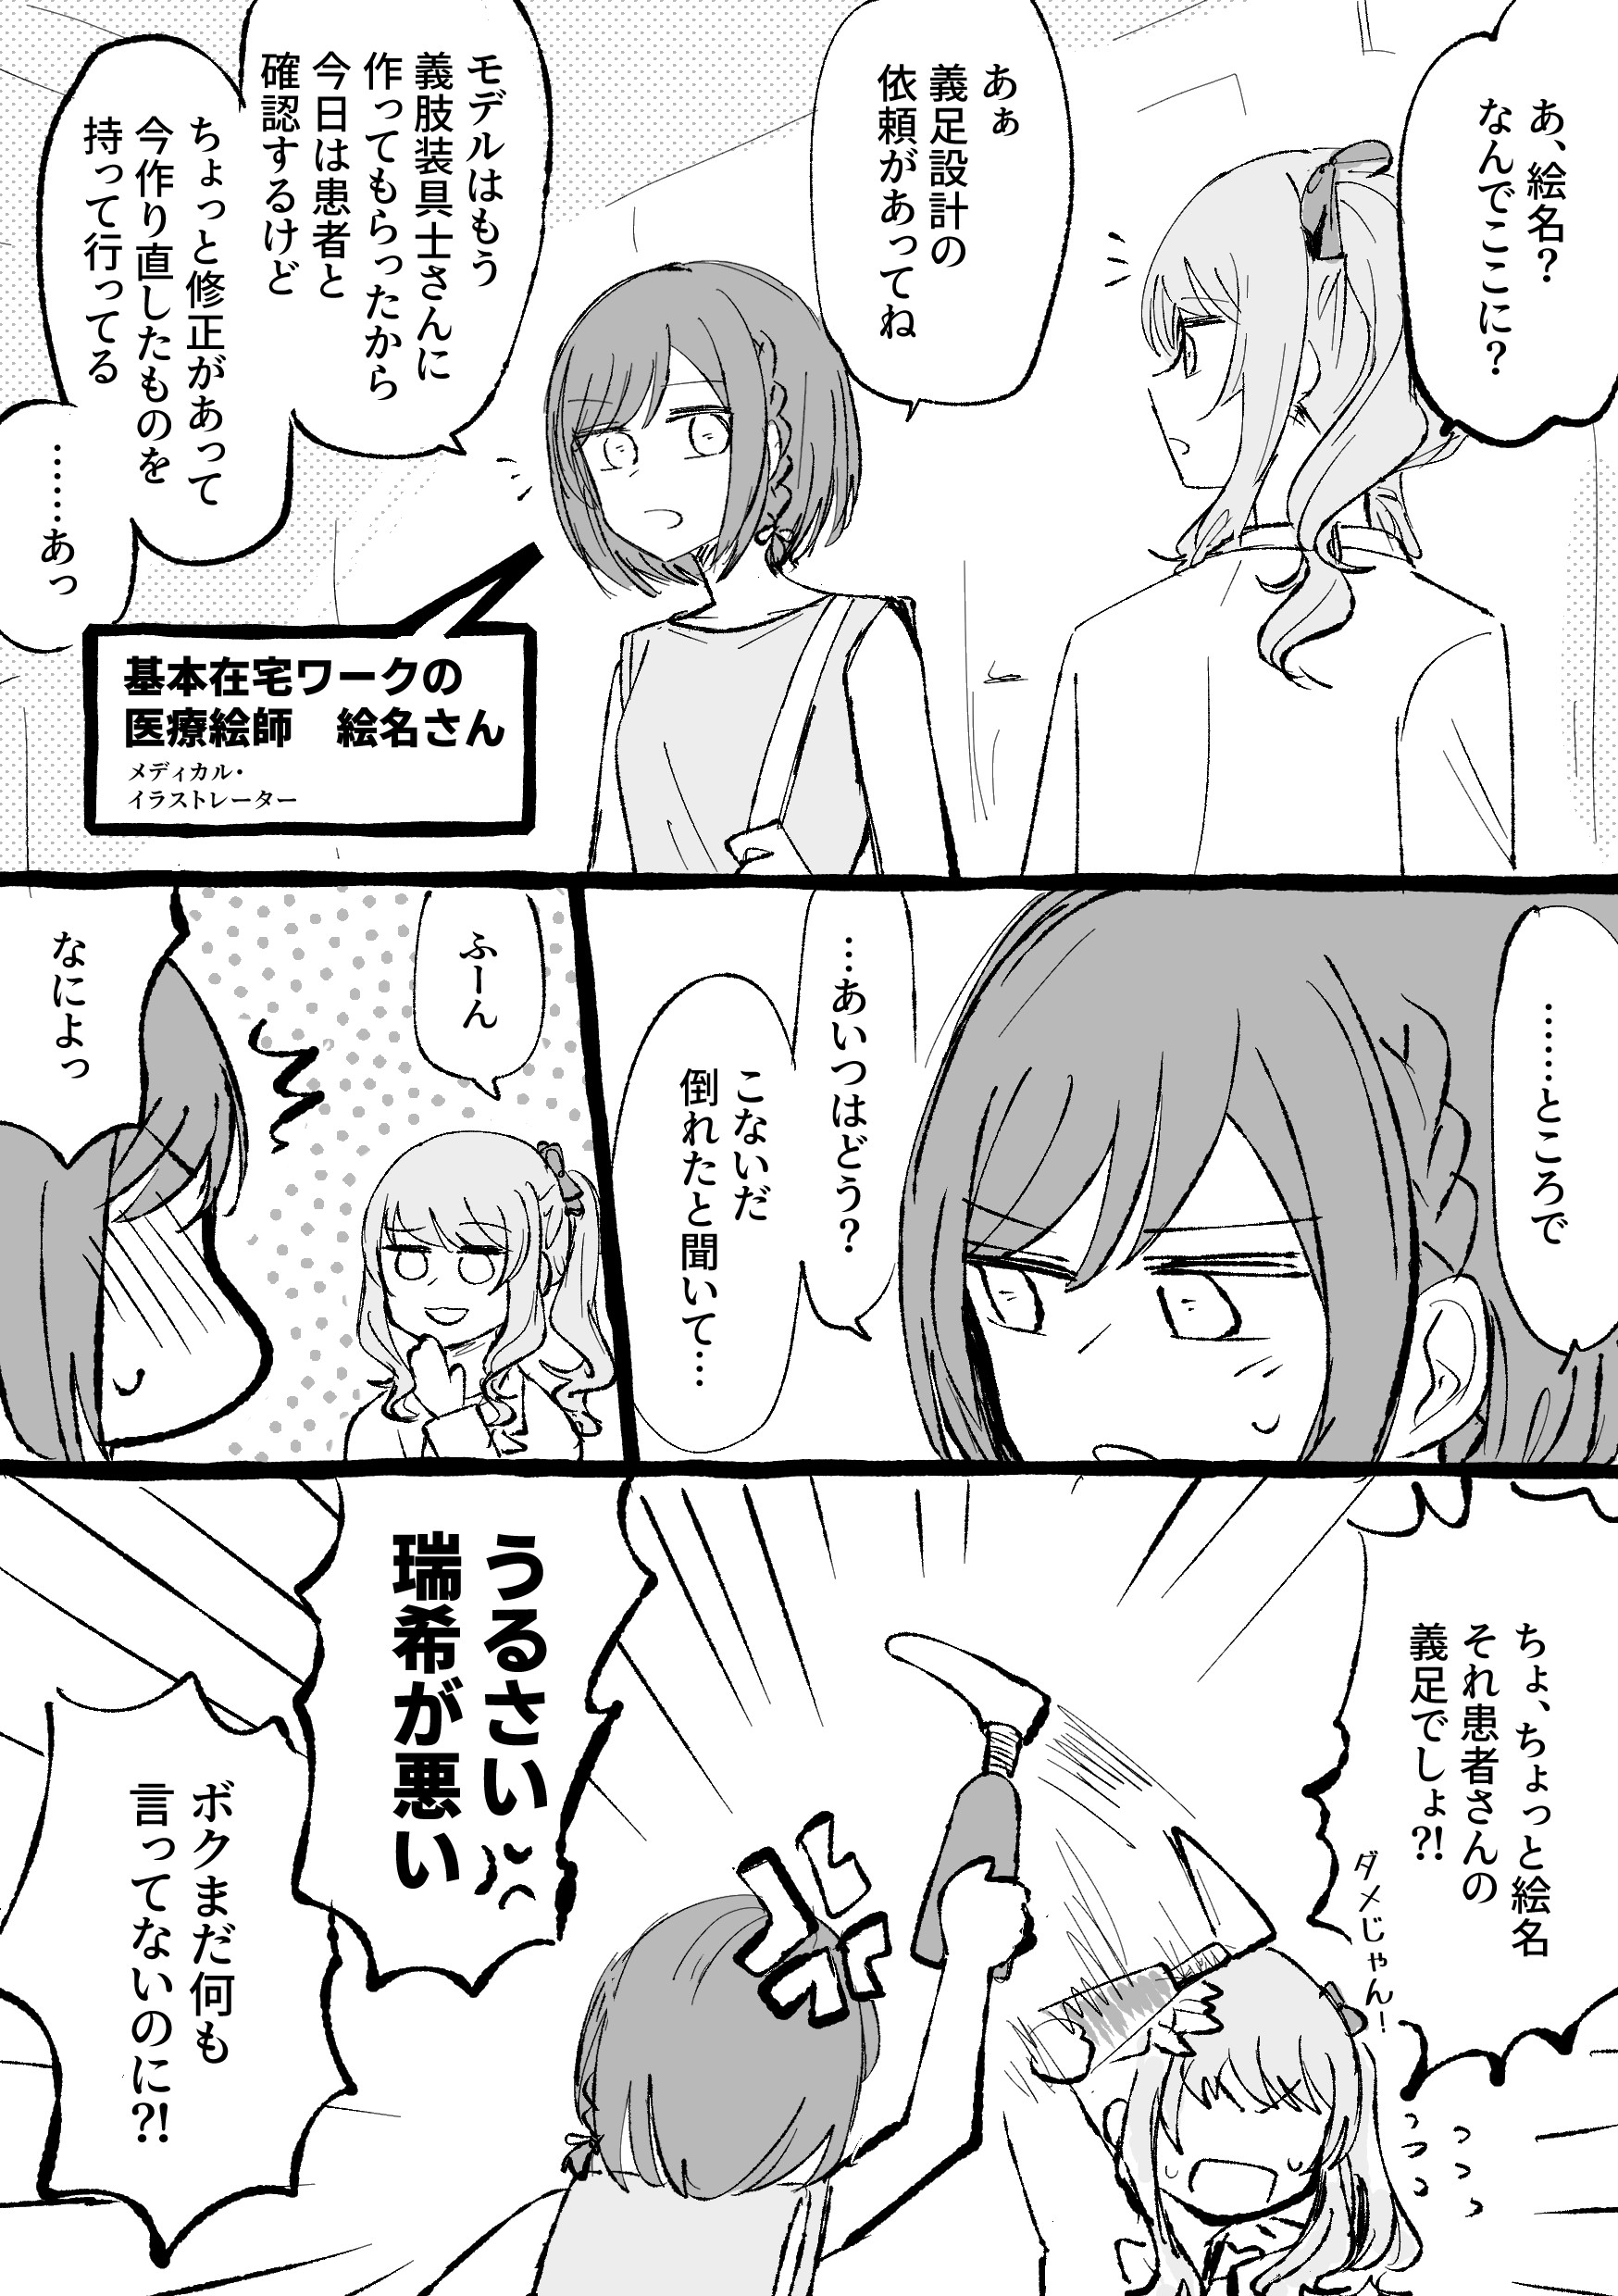 あ、絵名?
なんでここに?
あぁ
義足設計の
依頼があってね
モデルはもう
義肢装具士さんに
作ってもらったから
今日は患者と
確認するけど
ちょっと修正があって
今作り直したものを
持って行ってる
……あっ
基本在宅ワークの
医療絵師　絵名さん
メディカル・
イラストレーター
……ところで
…あいつはどう?
こないだ
倒れたと聞いて…
ふーん
なによっ
ちょ、ちょっと絵名
それ患者さんの
義足でしょ?!
ダメじゃん!
うるさい
瑞希が悪い
ボクまだ何も
言ってないのに?!